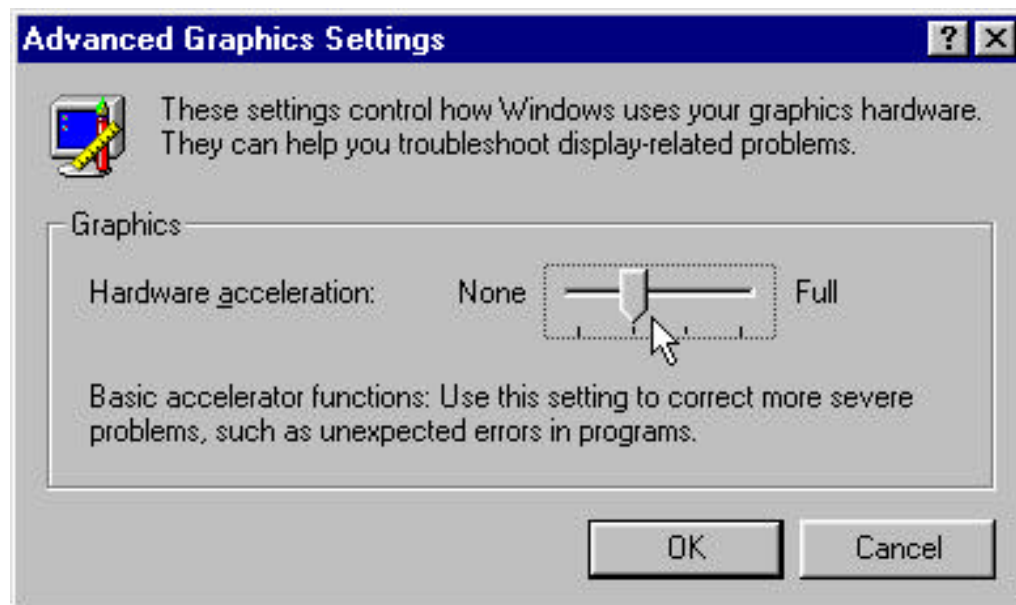 Advanced Graphics Settings
These settings control how Windows uses your graphics hardware.
They can help you troubleshoot display-related problems.
Graphics
Hardware acceleration: None Full
Basic accelerator functions: Use this setting to correct more severe
problems, such as unexpected errors in programs.
OK Cancel